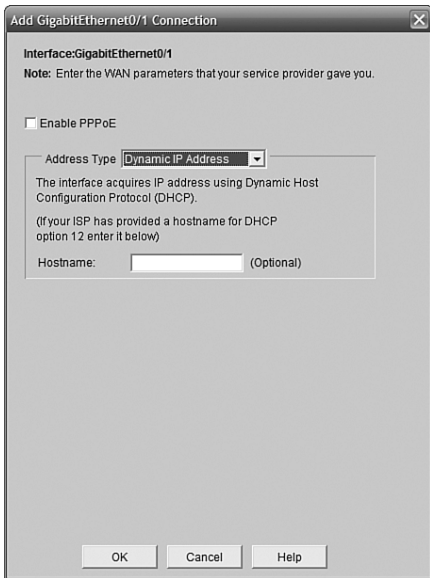 Add GigabitEthernet0/1 Connection
Interface:GigabitEthernet0/1
Note: Enter the WAN parameters that your service provider gave you.
Enable PPPoE
Address Type Dynamic IP Address
The interface acquires IP address using Dynamic Host
Configuration Protocol (DHCP).
(If your ISP has provided a hostname for DHCP
option 12 enter it below)
Hostname: (Optional)
OK Cancel Help